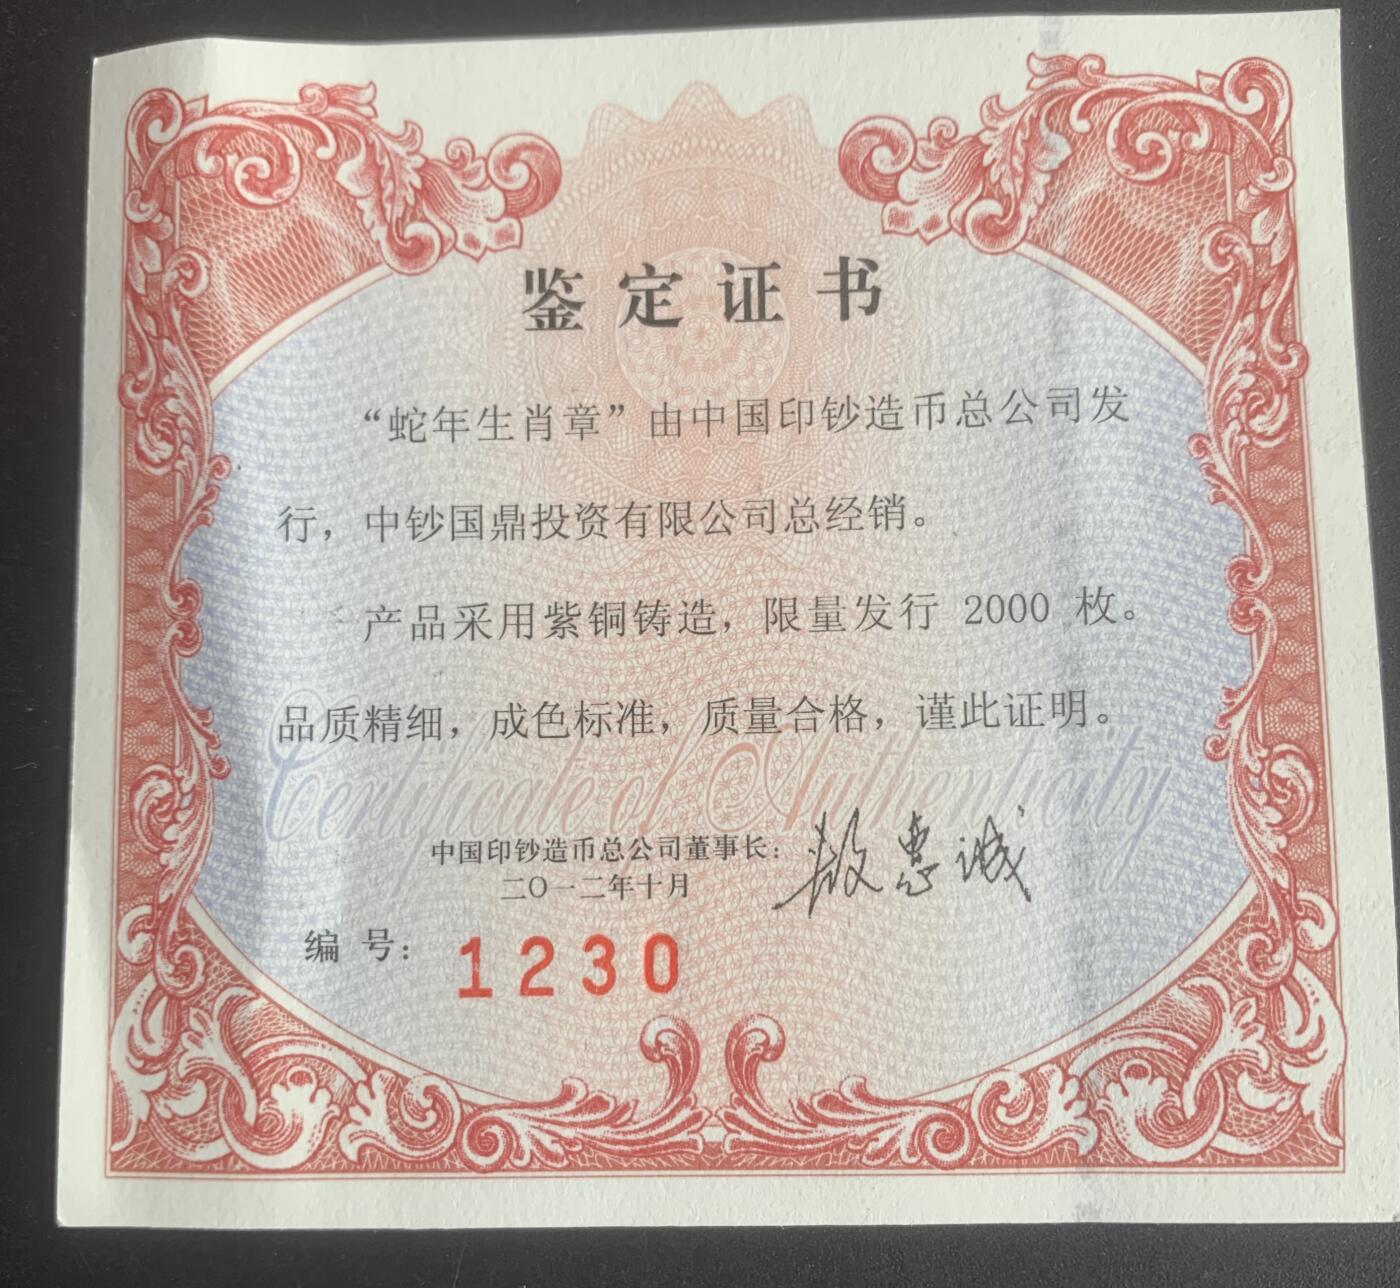 鉴定证书
“蛇年生肖章”由中国印钞造币总公司发
行，中钞国鼎投资有限公司总经销。
产品采用紫铜铸造，限量发行 2000 枚。
品质精细，成色标准，质量合格，谨此证明。
Certificate of Authenticity
中国印钞造币总公司董事长：敖惠诚
二〇一二年十月
编 号：1230